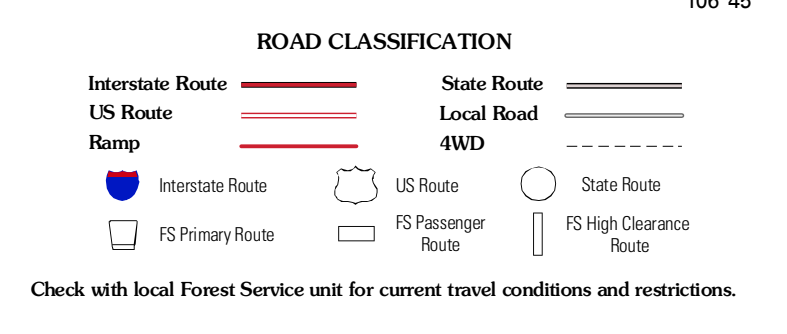 106°45'
ROAD CLASSIFICATION
Interstate Route
State Route
US Route
Local Road
Ramp
4WD
Interstate Route
US Route
State Route
FS Primary Route
FS Passenger
Route
FS High Clearance
Route
Check with local Forest Service unit for current travel conditions and restrictions.